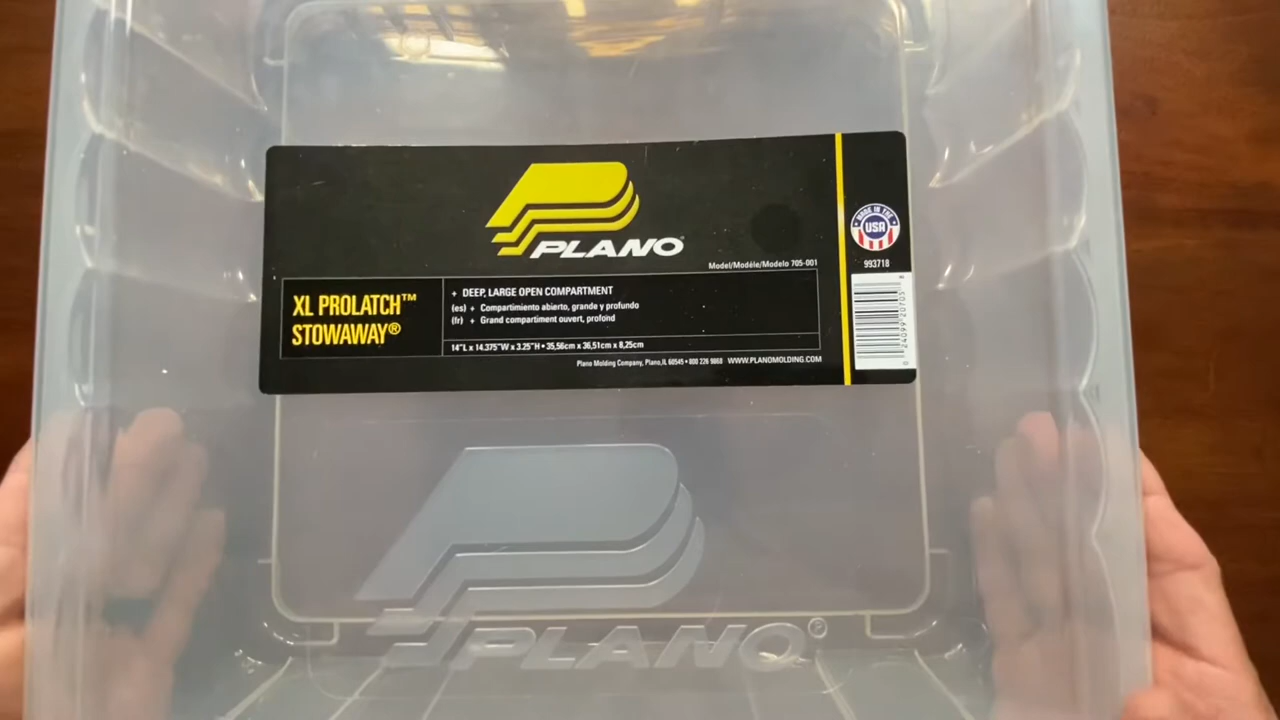 PLANO®
Model/Modéle/Modelo 705-001
XL PROLATCH™
STOWAWAY®
+ DEEP, LARGE OPEN COMPARTMENT
(es) + Compartimiento abierto, grande y profundo
(fr) + Grand compartiment ouvert, profond
14"L x 14.375"W x 3.25"H • 35,56cm x 36,51cm x 8,25cm
Plano Molding Company, Plano, IL 60545 • 800 226 9868 WWW.PLANOMOLDING.COM
MADE IN THE
USA
993718
PLANO®